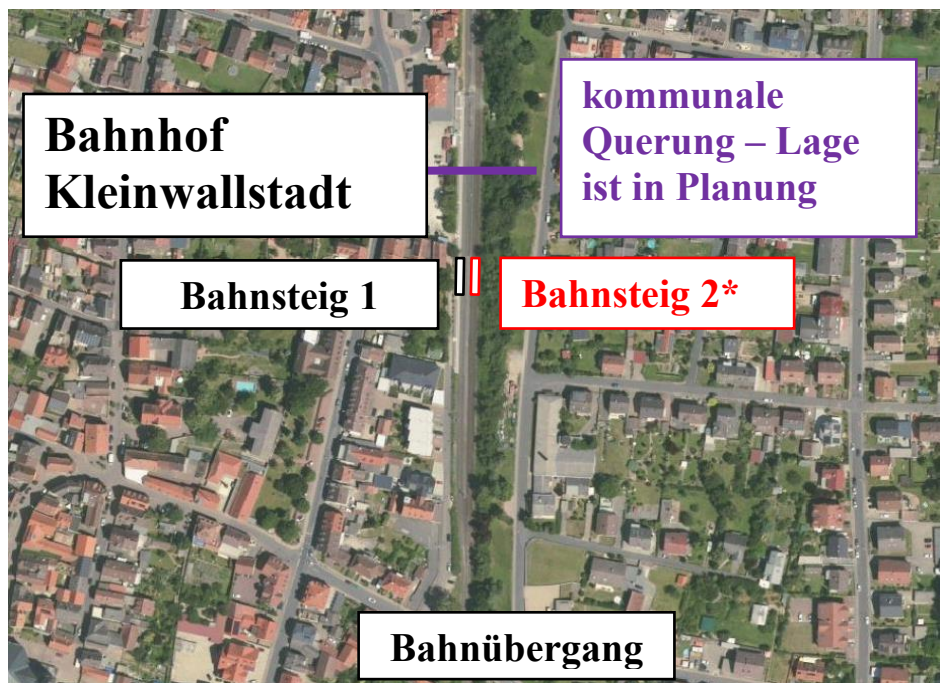 Bahnhof
Kleinwallstadt
kommunale
Querung – Lage
ist in Planung
Bahnsteig 1
Bahnsteig 2*
Bahnübergang